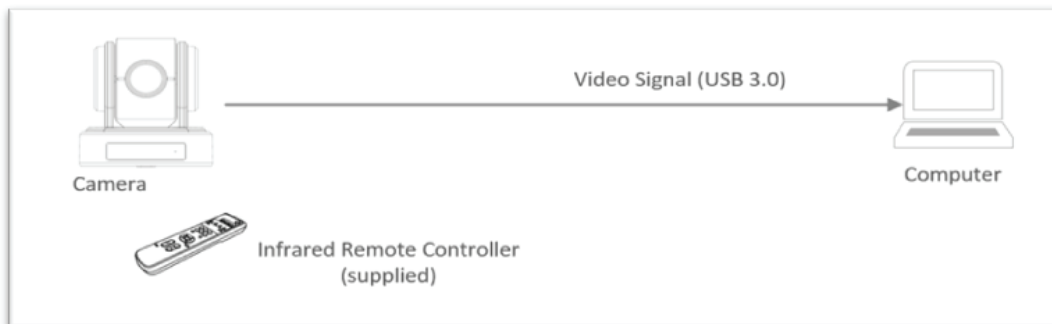 Video Signal (USB 3.0)
Camera
Computer
Infrared Remote Controller
(supplied)